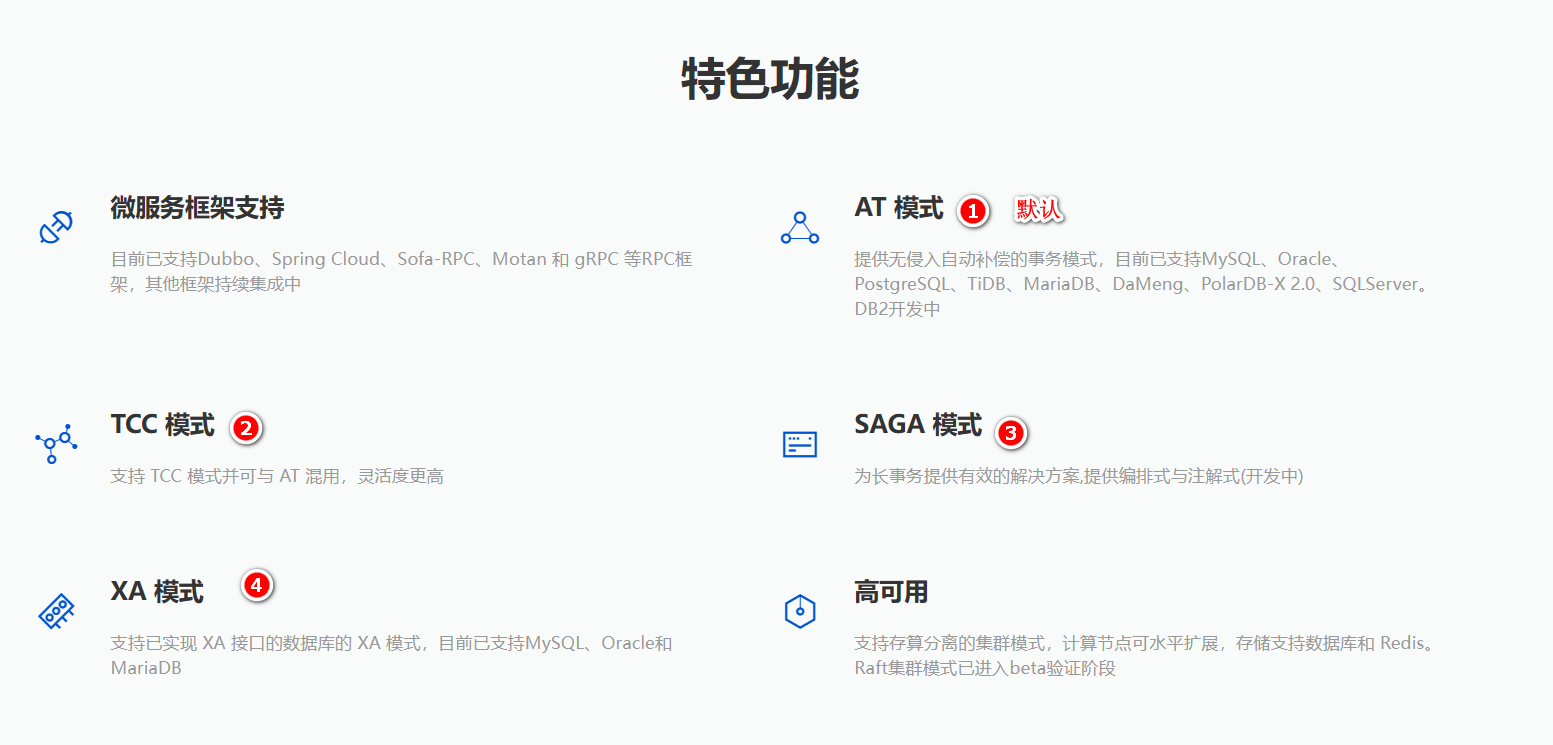 特色功能
微服务框架支持
目前已支持Dubbo、Spring Cloud、Sofa-RPC、Motan 和 gRPC 等RPC框
架，其他框架持续集成中
AT 模式 1 默认
提供无侵入自动补偿的事务模式，目前已支持MySQL、Oracle、
PostgreSQL、TiDB、MariaDB、DaMeng、PolarDB-X 2.0、SQLServer。
DB2开发中
TCC 模式 2
支持 TCC 模式并可与 AT 混用，灵活度更高
SAGA 模式 3
为长事务提供有效的解决方案,提供编排式与注解式(开发中)
XA 模式 4
支持已实现 XA 接口的数据库的 XA 模式，目前已支持MySQL、Oracle和
MariaDB
高可用
支持存算分离的集群模式，计算节点可水平扩展，存储支持数据库和 Redis。
Raft集群模式已进入beta验证阶段